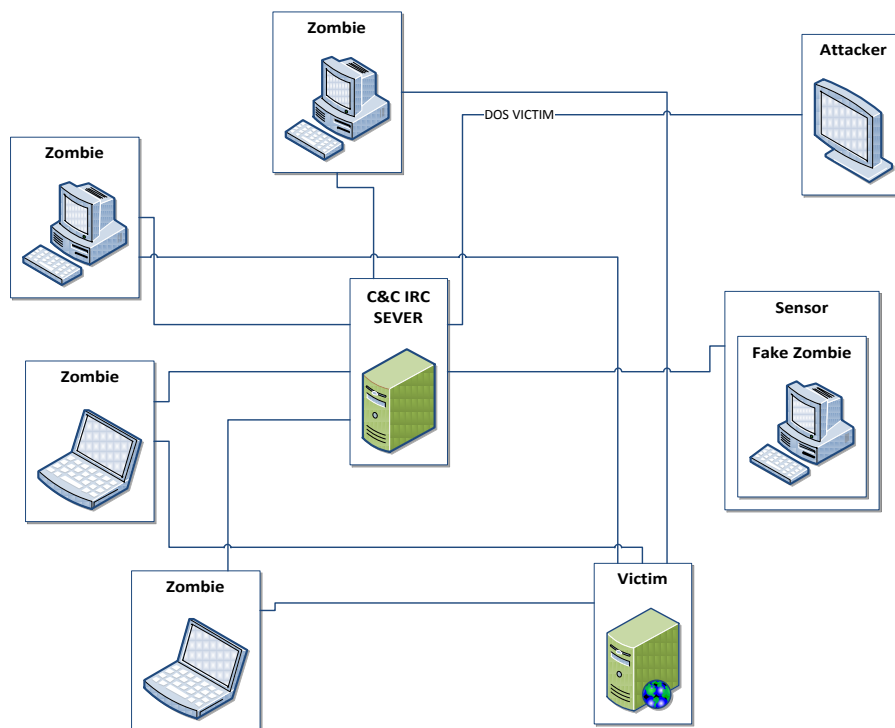 Zombie
Attacker
DOS VICTIM
Zombie
C&C IRC
SEVER
Sensor
Fake Zombie
Zombie
Zombie
Victim